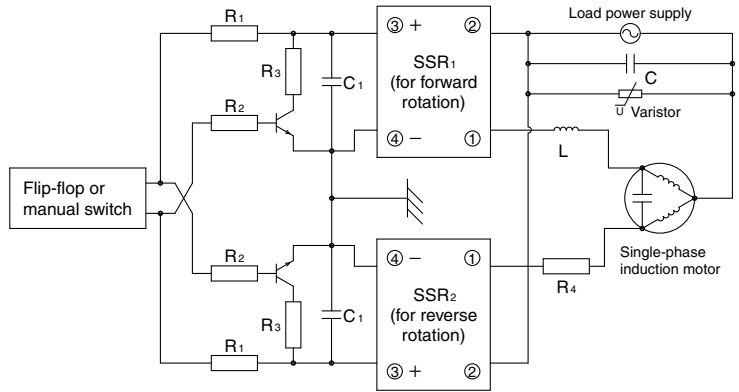 R1
③ +
②
SSR1
(for forward
rotation)
④ −
①
R3
C1
R2
Load power supply
C
U Varistor
L
Flip-flop or
manual switch
Single-phase
induction motor
R2
④ −
①
SSR2
(for reverse
rotation)
③ +
②
R3
C1
R4
R1